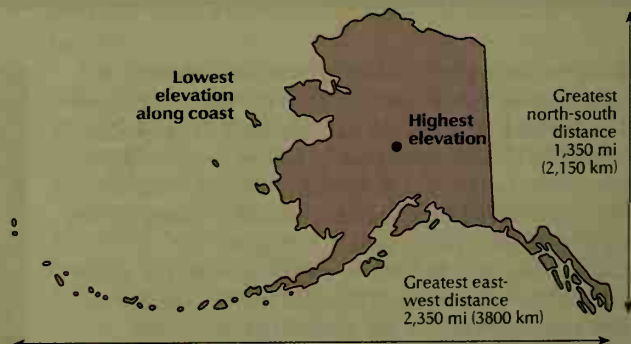 Lowest
elevation
along coast
Highest
elevation
Greatest
north-south
distance
1,350 mi
(2,150 km)
Greatest east-
west distance
2,350 mi (3800 km)